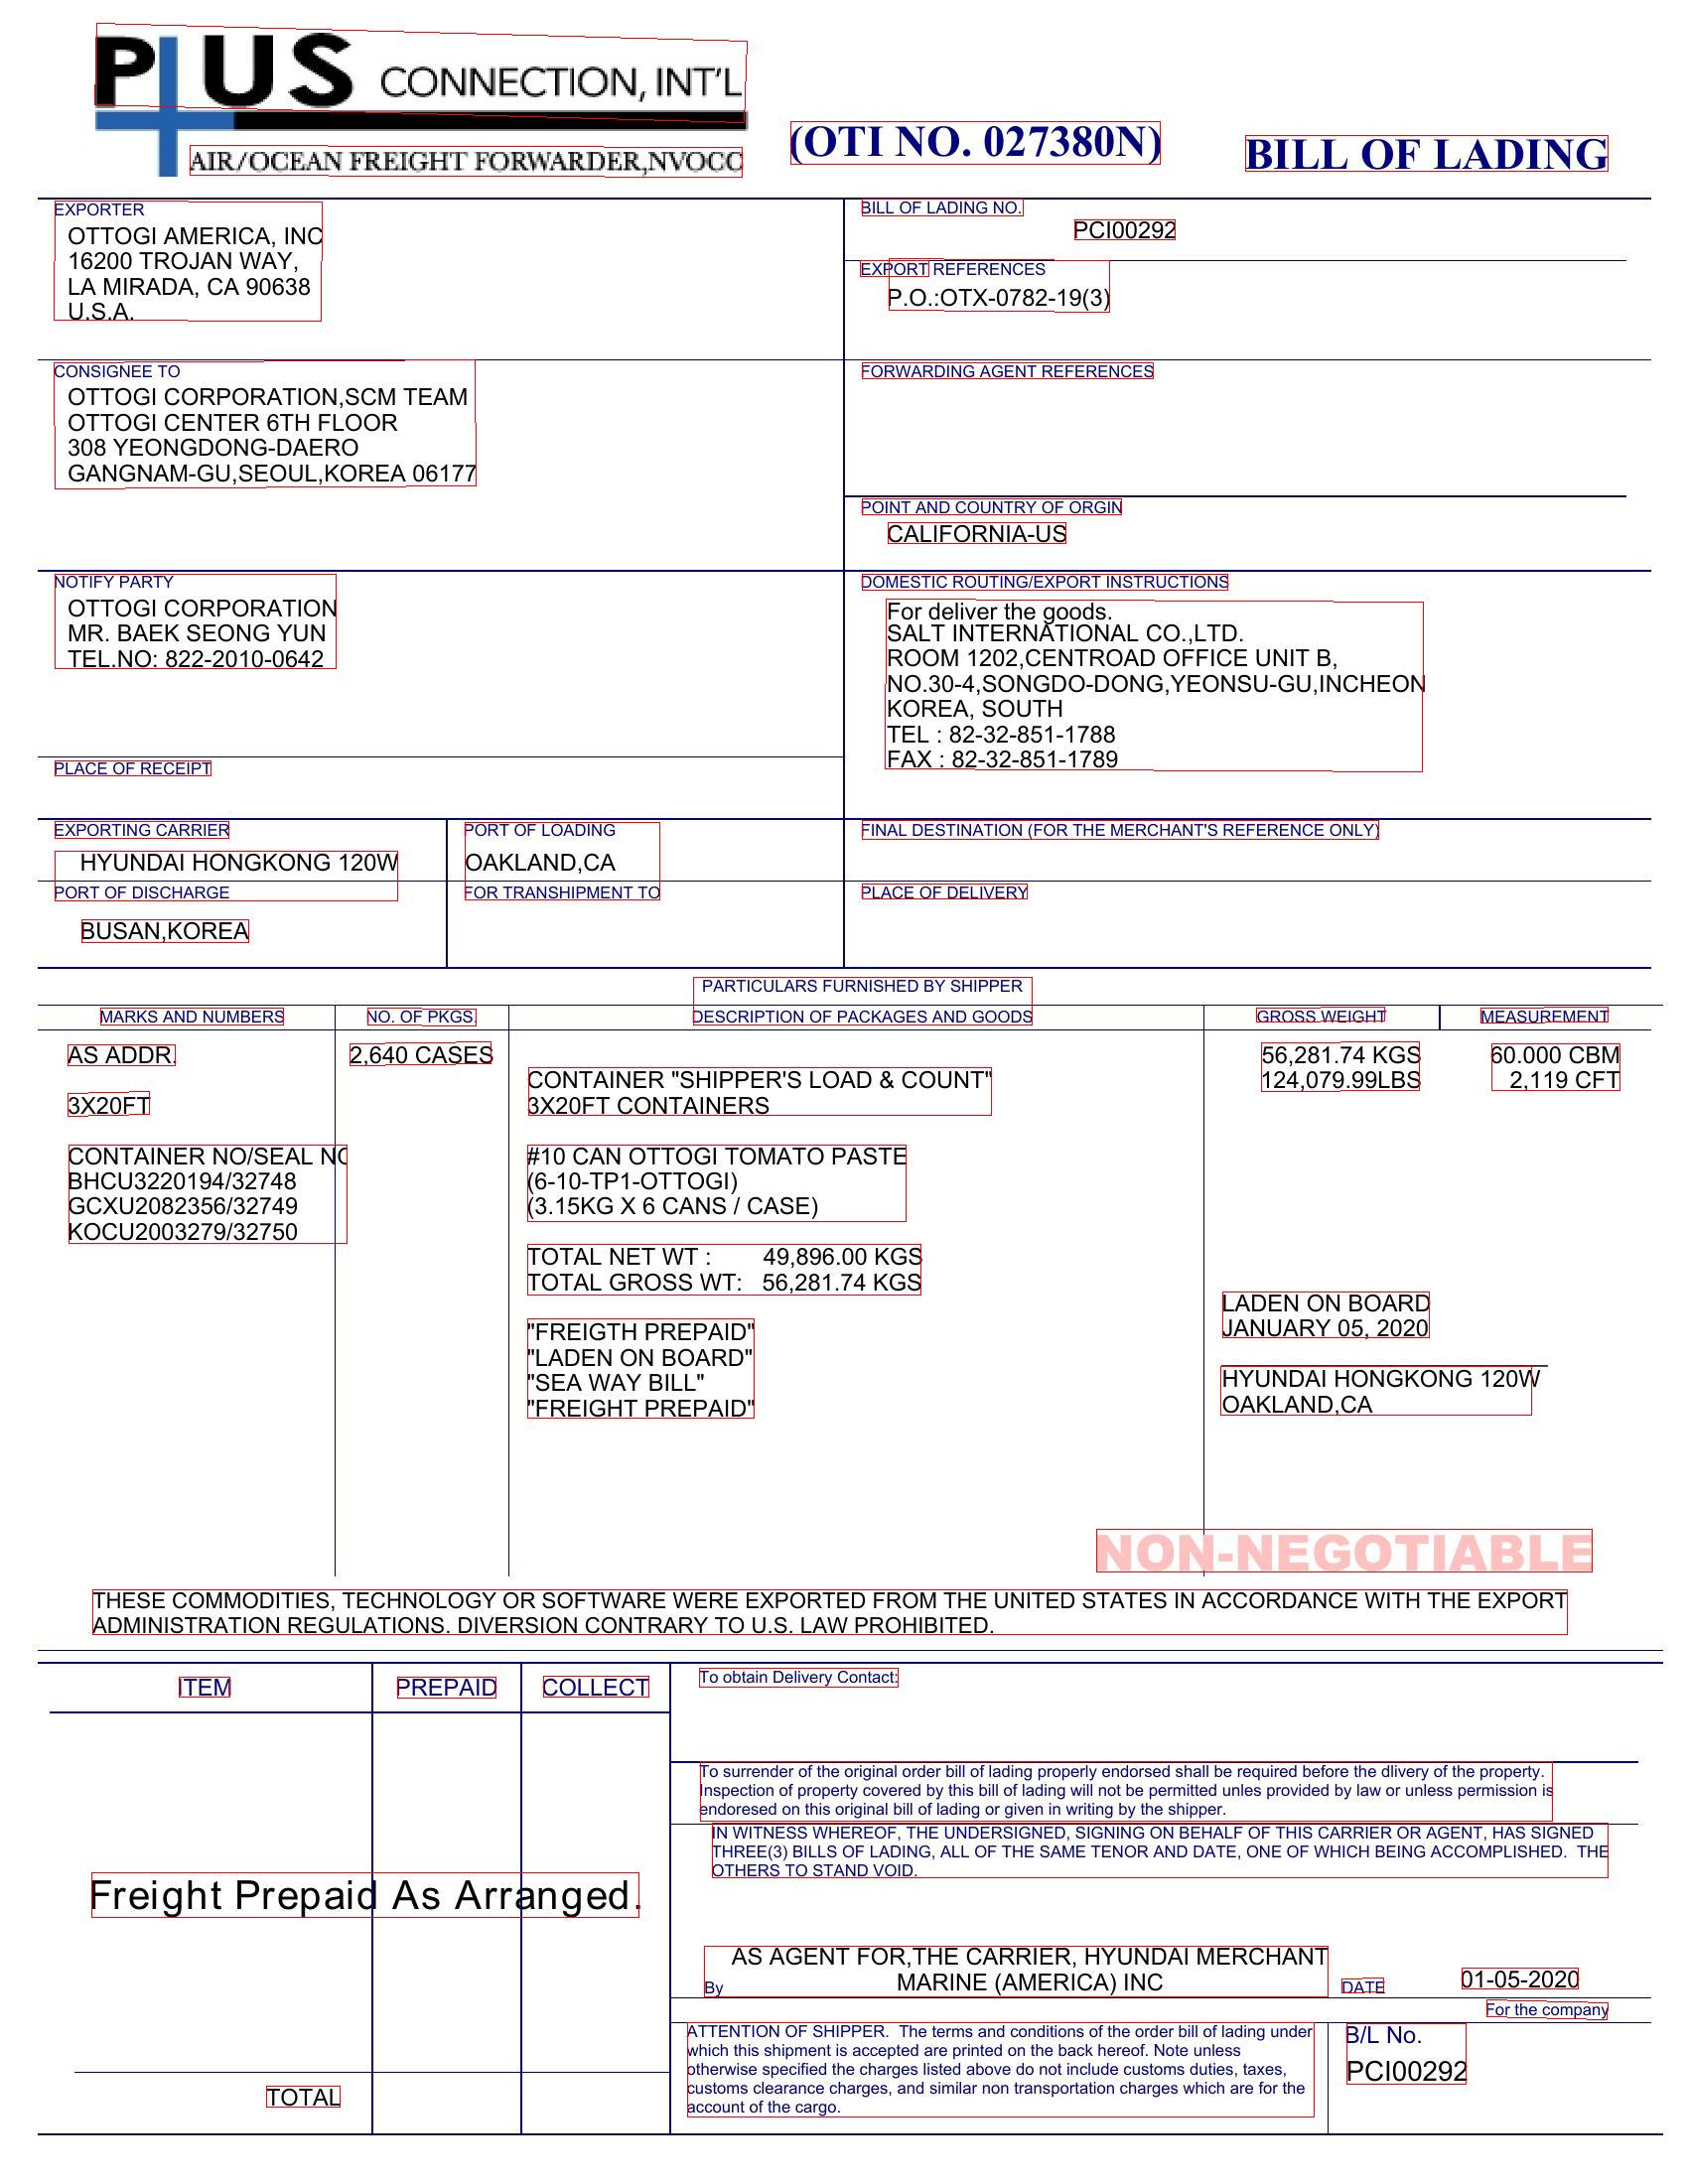 PLUS CONNECTION, INT'L
AIR/OCEAN FREIGHT FORWARDER,NVOCC
(OTI NO. 027380N)
BILL OF LADING
EXPORTER
OTTOGI AMERICA, INC
16200 TROJAN WAY,
LA MIRADA, CA 90638
U.S.A.
BILL OF LADING NO.
PCI00292
EXPORT REFERENCES
P.O.:OTX-0782-19(3)
CONSIGNEE TO
OTTOGI CORPORATION,SCM TEAM
OTTOGI CENTER 6TH FLOOR
308 YEONGDONG-DAERO
GANGNAM-GU,SEOUL,KOREA 06177
FORWARDING AGENT REFERENCES
POINT AND COUNTRY OF ORGIN
CALIFORNIA-US
NOTIFY PARTY
OTTOGI CORPORATION
MR. BAEK SEONG YUN
TEL.NO: 822-2010-0642
DOMESTIC ROUTING/EXPORT INSTRUCTIONS
For deliver the goods.
SALT INTERNATIONAL CO.,LTD.
ROOM 1202,CENTROAD OFFICE UNIT B,
NO.30-4,SONGDO-DONG,YEONSU-GU,INCHEON
KOREA, SOUTH
TEL : 82-32-851-1788
FAX : 82-32-851-1789
PLACE OF RECEIPT
EXPORTING CARRIER
HYUNDAI HONGKONG 120W
PORT OF LOADING
OAKLAND,CA
FINAL DESTINATION (FOR THE MERCHANT'S REFERENCE ONLY)
PORT OF DISCHARGE
BUSAN,KOREA
FOR TRANSHIPMENT TO
PLACE OF DELIVERY
PARTICULARS FURNISHED BY SHIPPER
MARKS AND NUMBERS
NO. OF PKGS.
DESCRIPTION OF PACKAGES AND GOODS
GROSS WEIGHT
MEASUREMENT
AS ADDR.
3X20FT
CONTAINER NO/SEAL NO
BHCU3220194/32748
GCXU2082356/32749
KOCU2003279/32750
2,640 CASES
CONTAINER "SHIPPER'S LOAD & COUNT"
3X20FT CONTAINERS
#10 CAN OTTOGI TOMATO PASTE
(6-10-TP1-OTTOGI)
(3.15KG X 6 CANS / CASE)
TOTAL NET WT : 49,896.00 KGS
TOTAL GROSS WT: 56,281.74 KGS
"FREIGTH PREPAID"
"LADEN ON BOARD"
"SEA WAY BILL"
"FREIGHT PREPAID"
56,281.74 KGS
124,079.99LBS
60.000 CBM
2,119 CFT
LADEN ON BOARD
JANUARY 05, 2020
HYUNDAI HONGKONG 120W
OAKLAND,CA
NON-NEGOTIABLE
THESE COMMODITIES, TECHNOLOGY OR SOFTWARE WERE EXPORTED FROM THE UNITED STATES IN ACCORDANCE WITH THE EXPORT
ADMINISTRATION REGULATIONS. DIVERSION CONTRARY TO U.S. LAW PROHIBITED.
ITEM
PREPAID
COLLECT
Freight Prepaid As Arranged.
TOTAL
To obtain Delivery Contact:
To surrender of the original order bill of lading properly endorsed shall be required before the dlivery of the property.
Inspection of property covered by this bill of lading will not be permitted unles provided by law or unless permission is
endoresed on this original bill of lading or given in writing by the shipper.
IN WITNESS WHEREOF, THE UNDERSIGNED, SIGNING ON BEHALF OF THIS CARRIER OR AGENT, HAS SIGNED
THREE(3) BILLS OF LADING, ALL OF THE SAME TENOR AND DATE, ONE OF WHICH BEING ACCOMPLISHED. THE
OTHERS TO STAND VOID.
AS AGENT FOR,THE CARRIER, HYUNDAI MERCHANT
By MARINE (AMERICA) INC
DATE 01-05-2020
For the company
ATTENTION OF SHIPPER. The terms and conditions of the order bill of lading under
which this shipment is accepted are printed on the back hereof. Note unless
otherwise specified the charges listed above do not include customs duties, taxes,
customs clearance charges, and similar non transportation charges which are for the
account of the cargo.
B/L No.
PCI00292